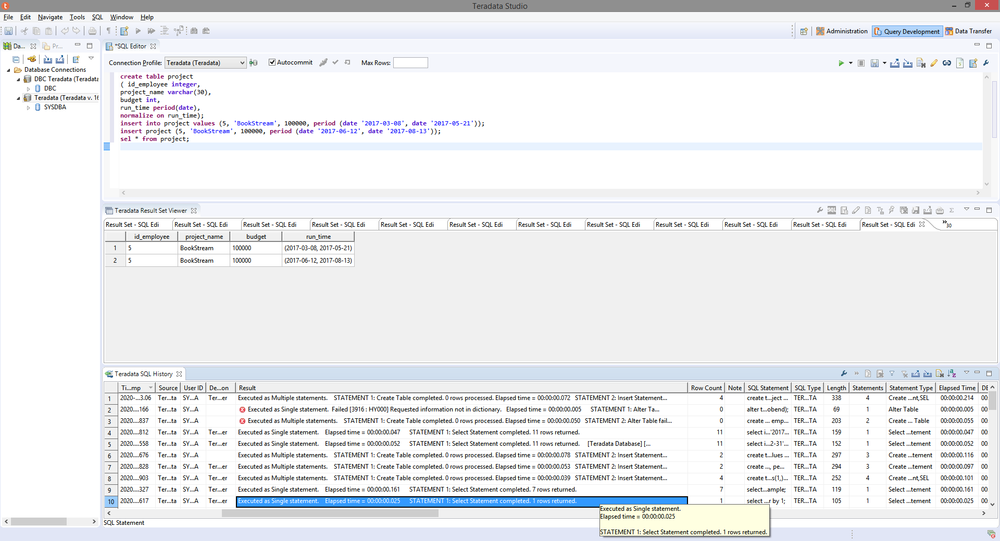 Teradata Studio
File Edit Navigate Tools SQL Window Help
Administration Query Development Data Transfer
Da... Pr...
*SQL Editor
Database Connections
DBC Teradata (Teradata
DBC
Teradata (Teradata v. 16
SYSDBA
Connection Profile: Teradata (Teradata) Autocommit Max Rows:
create table project
( id_employee integer,
project_name varchar(30),
budget int,
run_time period(date),
normalize on run_time);
insert into project values (5, 'BookStream', 100000, period (date '2017-03-08', date '2017-05-21'));
insert project (5, 'BookStream', 100000, period (date '2017-06-12', date '2017-08-13'));
sel * from project;
Teradata Result Set Viewer
Result Set - SQL Edi Result Set - SQL Edi Result Set - SQL Edi Result Set - SQL Edi Result Set - SQL Edi Result Set - SQL Edi Result Set - SQL Edi Result Set - SQL Edi Result Set - SQL Edi Result Set - SQL Edi Result Set - SQL Edi Result Set - SQL Edi »30
id_employee project_name budget run_time
1 5 BookStream 100000 (2017-03-08, 2017-05-21)
2 5 BookStream 100000 (2017-06-12, 2017-08-13)
Teradata SQL History
Ti...mp Source User ID De...on Result Row Count Note SQL Statement SQL Type Length Statements Statement Type Elapsed Time DE
1 2020-...3.06 Ter...ta SY...A Ter...er Executed as Multiple statements. STATEMENT 1: Create Table completed. 0 rows processed. Elapsed time = 00:00:00.072 STATEMENT 2: Insert Statement... 4 create t...ject ... TER...TA 338 4 Create ...nt,SEL 00:00:00.214 00:
2 2020....166 Ter...ta SY...A Executed as Single statement. Failed [3916 : HY000] Requested information not in dictionary. Elapsed time = 00:00:00.005 STATEMENT 1: Alter Ta... 0 alter t...obend); TER...TA 69 1 Alter Table 00:00:00.005 00:
3 2020....837 Ter...ta SY...A Executed as Multiple statements. STATEMENT 1: Create Table completed. 0 rows processed. Elapsed time = 00:00:00.050 STATEMENT 2: Alter Table fail... 0 create ... emp... TER...TA 203 2 Create ... Table 00:00:00.055 00:
4 2020....812 Ter...ta SY...A Ter...er Executed as Single statement. Elapsed time = 00:00:00.047 STATEMENT 1: Select Statement completed. 11 rows returned. 11 select i...'2017... TER...TA 159 1 Select ...tement 00:00:00.047 00:
5 2020....558 Ter...ta SY...A Ter...er Executed as Single statement. Elapsed time = 00:00:00.052 STATEMENT 1: Select Statement completed. 11 rows returned. [Teradata Database] [... 11 select i...2-31'... TER...TA 152 1 Select ...tement 00:00:00.052 00:
6 2020....676 Ter...ta SY...A Executed as Multiple statements. STATEMENT 1: Create Table completed. 0 rows processed. Elapsed time = 00:00:00.078 STATEMENT 2: Insert Statement... 2 create t...lues ... TER...TA 297 3 Create ...tement 00:00:00.116 00:
7 2020....828 Ter...ta SY...A Ter...er Executed as Multiple statements. STATEMENT 1: Create Table completed. 0 rows processed. Elapsed time = 00:00:00.053 STATEMENT 2: Insert Statement... 2 create ..., pe... TER...TA 294 3 Create ...tement 00:00:00.097 00:
8 2020....903 Ter...ta SY...A Ter...er Executed as Multiple statements. STATEMENT 1: Create Table completed. 0 rows processed. Elapsed time = 00:00:00.039 STATEMENT 2: Insert Statement... 4 create t...s(1,)... TER...TA 252 4 Create ...nt,SEL 00:00:00.101 00:
9 2020....327 Ter...ta SY...A Ter...er Executed as Single statement. Elapsed time = 00:00:00.161 STATEMENT 1: Select Statement completed. 7 rows returned. 7 select...ample; TER...TA 119 1 Select ...tement 00:00:00.161 00:
10 2020....617 Ter...ta SY...A Ter...er Executed as Single statement. Elapsed time = 00:00:00.025 STATEMENT 1: Select Statement completed. 1 rows returned. 1 select ...r by 1; TER...TA 105 1 Select ...tement 00:00:00.025 00:
Executed as Single statement.
Elapsed time = 00:00:00.025
SQL Statement
STATEMENT 1: Select Statement completed. 1 rows returned.